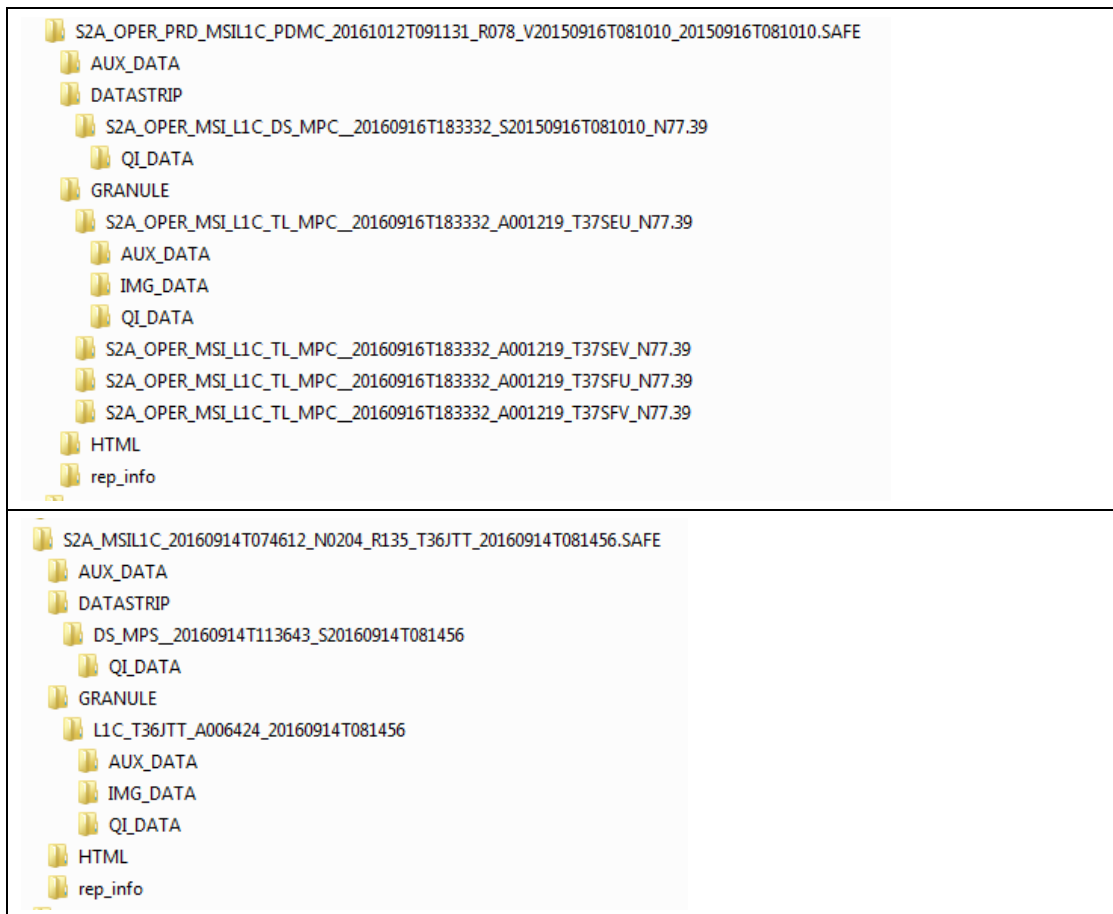 S2A_OPER_PRD_MSIL1C_PDMC_20161012T091131_R078_V20150916T081010_20150916T081010.SAFE
AUX_DATA
DATASTRIP
S2A_OPER_MSI_L1C_DS_MPC__20160916T183332_S20150916T081010_N77.39
QI_DATA
GRANULE
S2A_OPER_MSI_L1C_TL_MPC__20160916T183332_A001219_T37SEU_N77.39
AUX_DATA
IMG_DATA
QI_DATA
S2A_OPER_MSI_L1C_TL_MPC__20160916T183332_A001219_T37SEV_N77.39
S2A_OPER_MSI_L1C_TL_MPC__20160916T183332_A001219_T37SFU_N77.39
S2A_OPER_MSI_L1C_TL_MPC__20160916T183332_A001219_T37SFV_N77.39
HTML
rep_info
S2A_MSIL1C_20160914T074612_N0204_R135_T36JTT_20160914T081456.SAFE
AUX_DATA
DATASTRIP
DS_MPS__20160914T113643_S20160914T081456
QI_DATA
GRANULE
L1C_T36JTT_A006424_20160914T081456
AUX_DATA
IMG_DATA
QI_DATA
HTML
rep_info